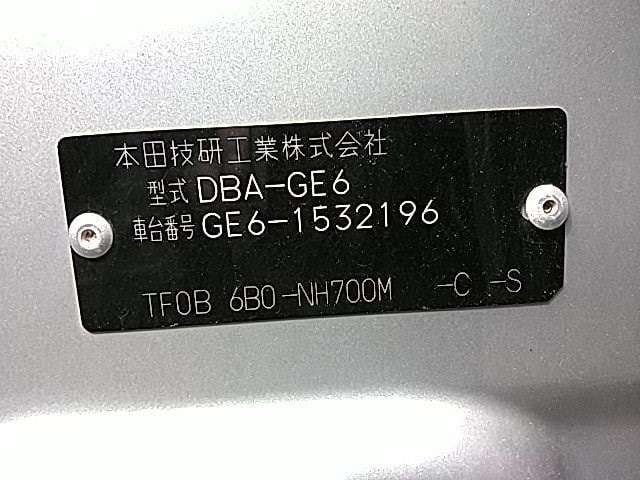 本田技研工業株式会社
型式 DBA-GE6
車台番号 GE6-1532196
TF0B 6B0-NH700M -C -S